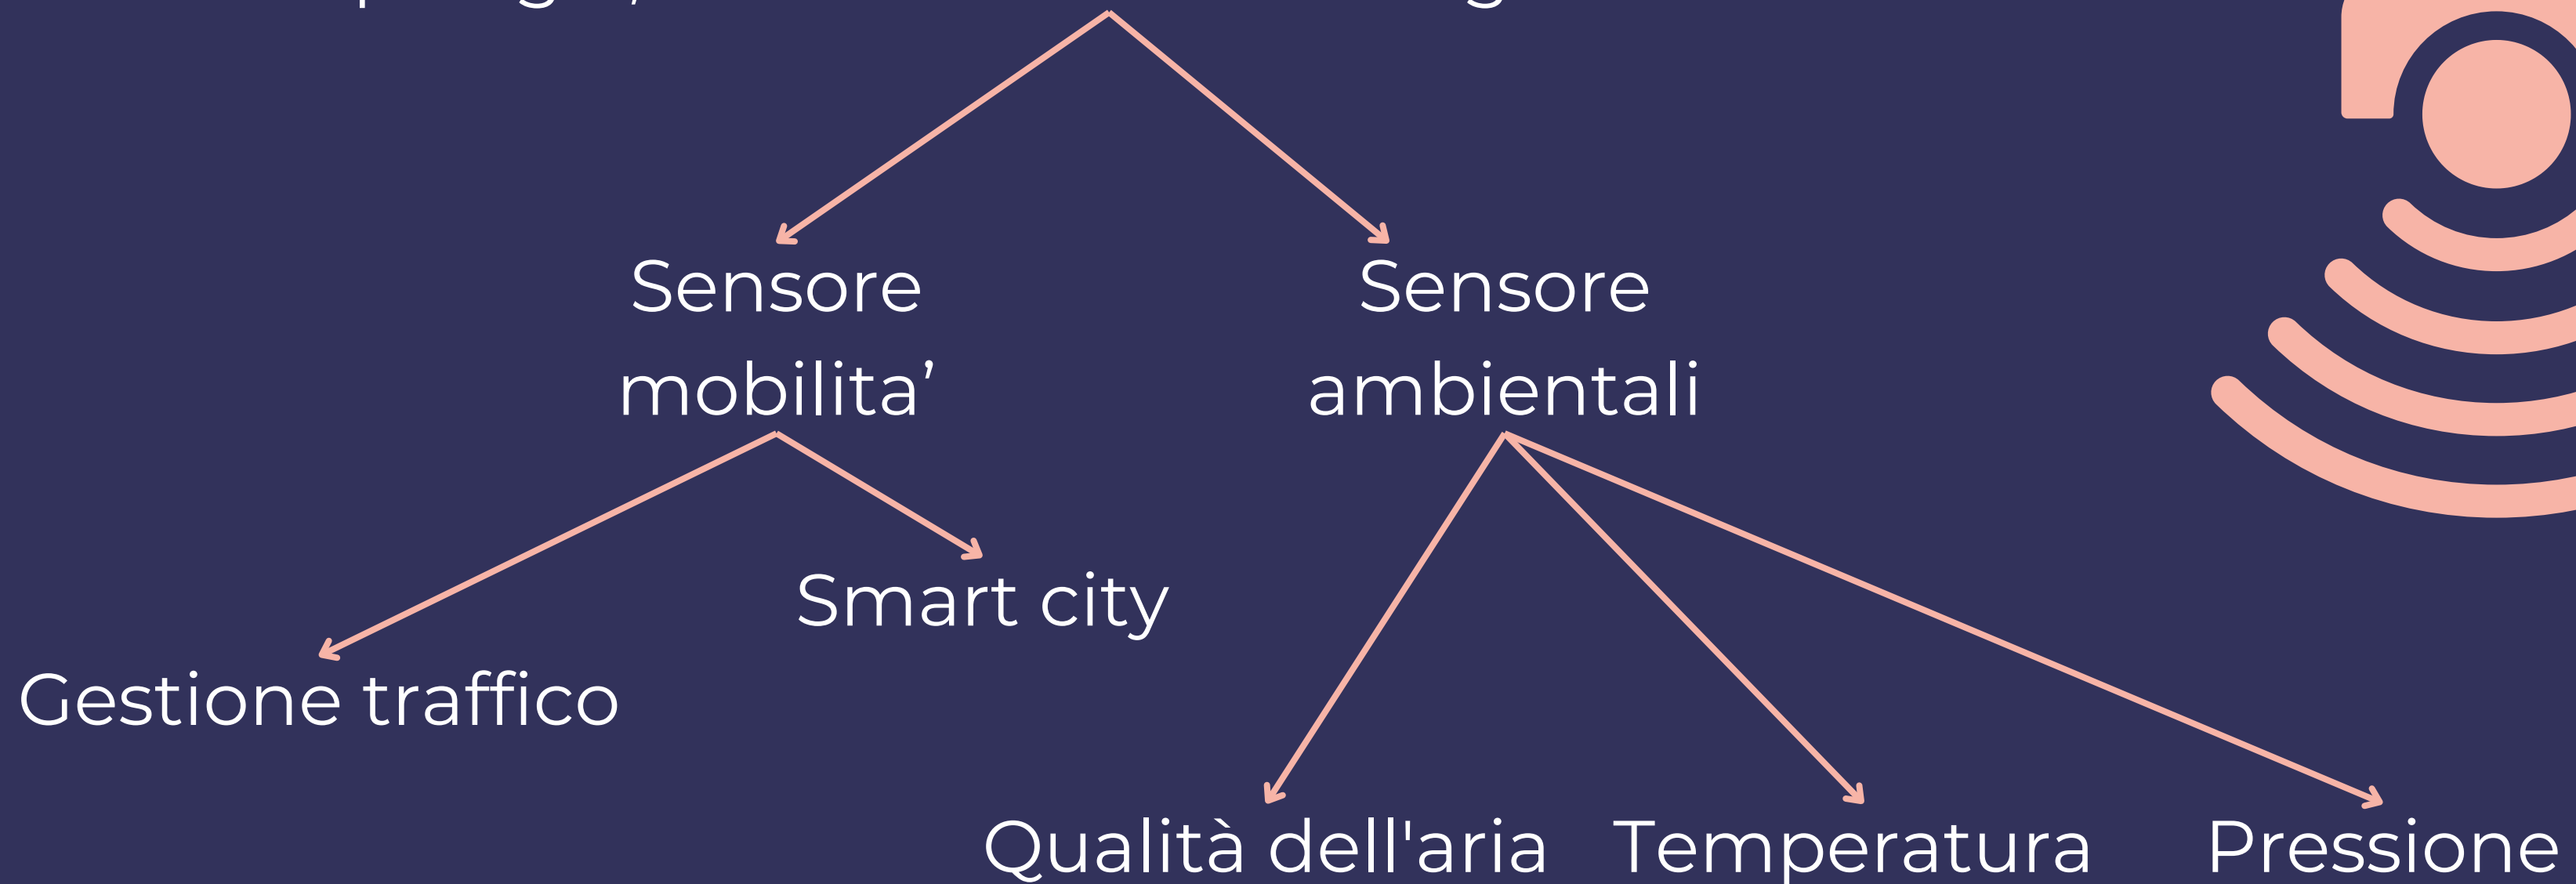 Sensore
mobilita’
Sensore
ambientali
Smart city
Gestione traffico
Qualità dell'aria
Temperatura
Pressione